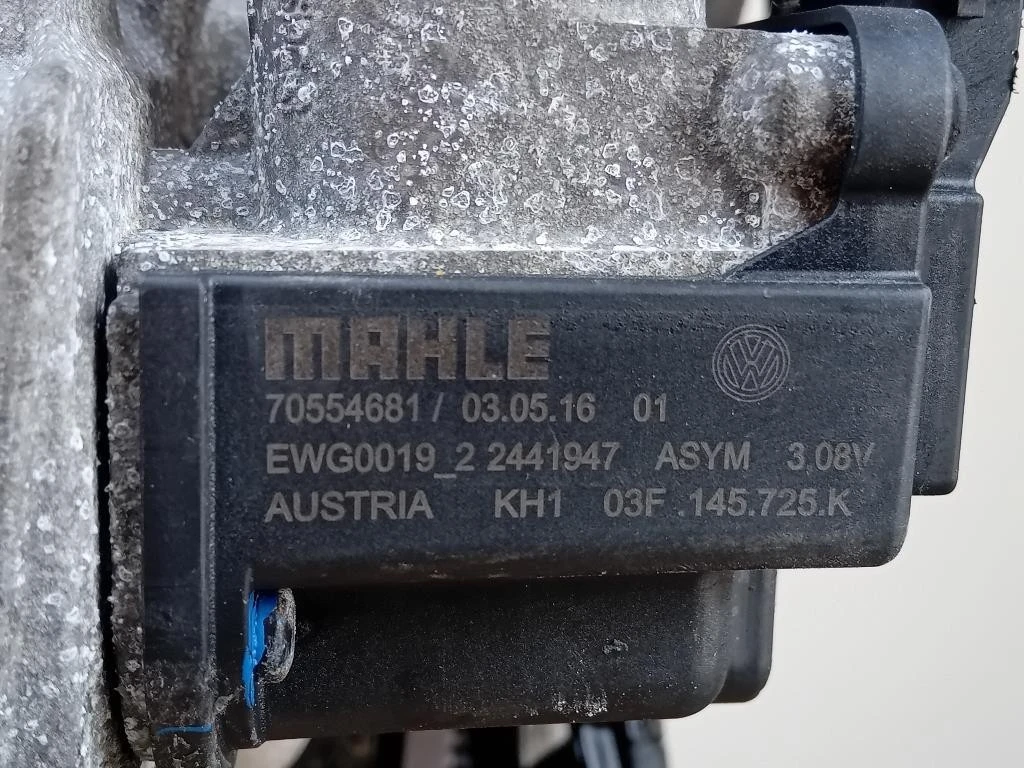 MAHLE
70554681/ 03.05.16 01
EWG0019_2 2441947 ASYM 3.08V
AUSTRIA KH1 03F.145.725.K